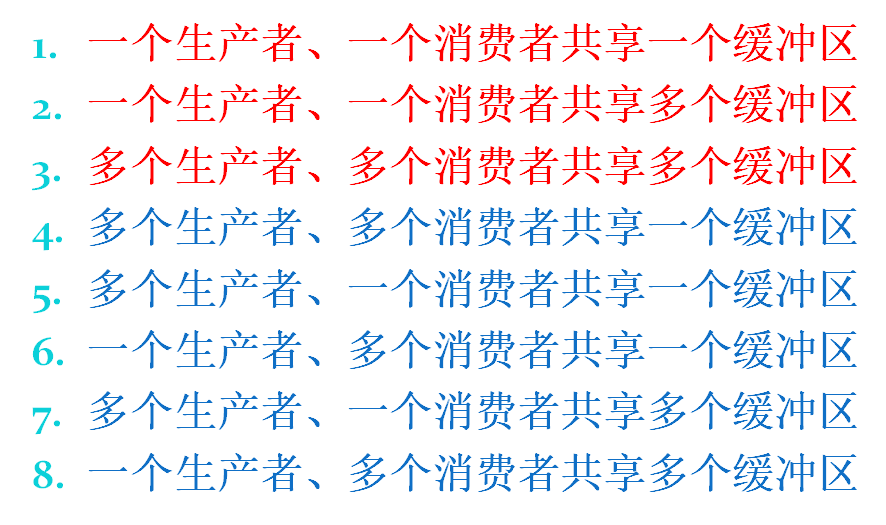 1. 一个生产者、一个消费者共享一个缓冲区
2. 一个生产者、一个消费者共享多个缓冲区
3. 多个生产者、多个消费者共享多个缓冲区
4. 多个生产者、多个消费者共享一个缓冲区
5. 多个生产者、一个消费者共享一个缓冲区
6. 一个生产者、多个消费者共享一个缓冲区
7. 多个生产者、一个消费者共享多个缓冲区
8. 一个生产者、多个消费者共享多个缓冲区